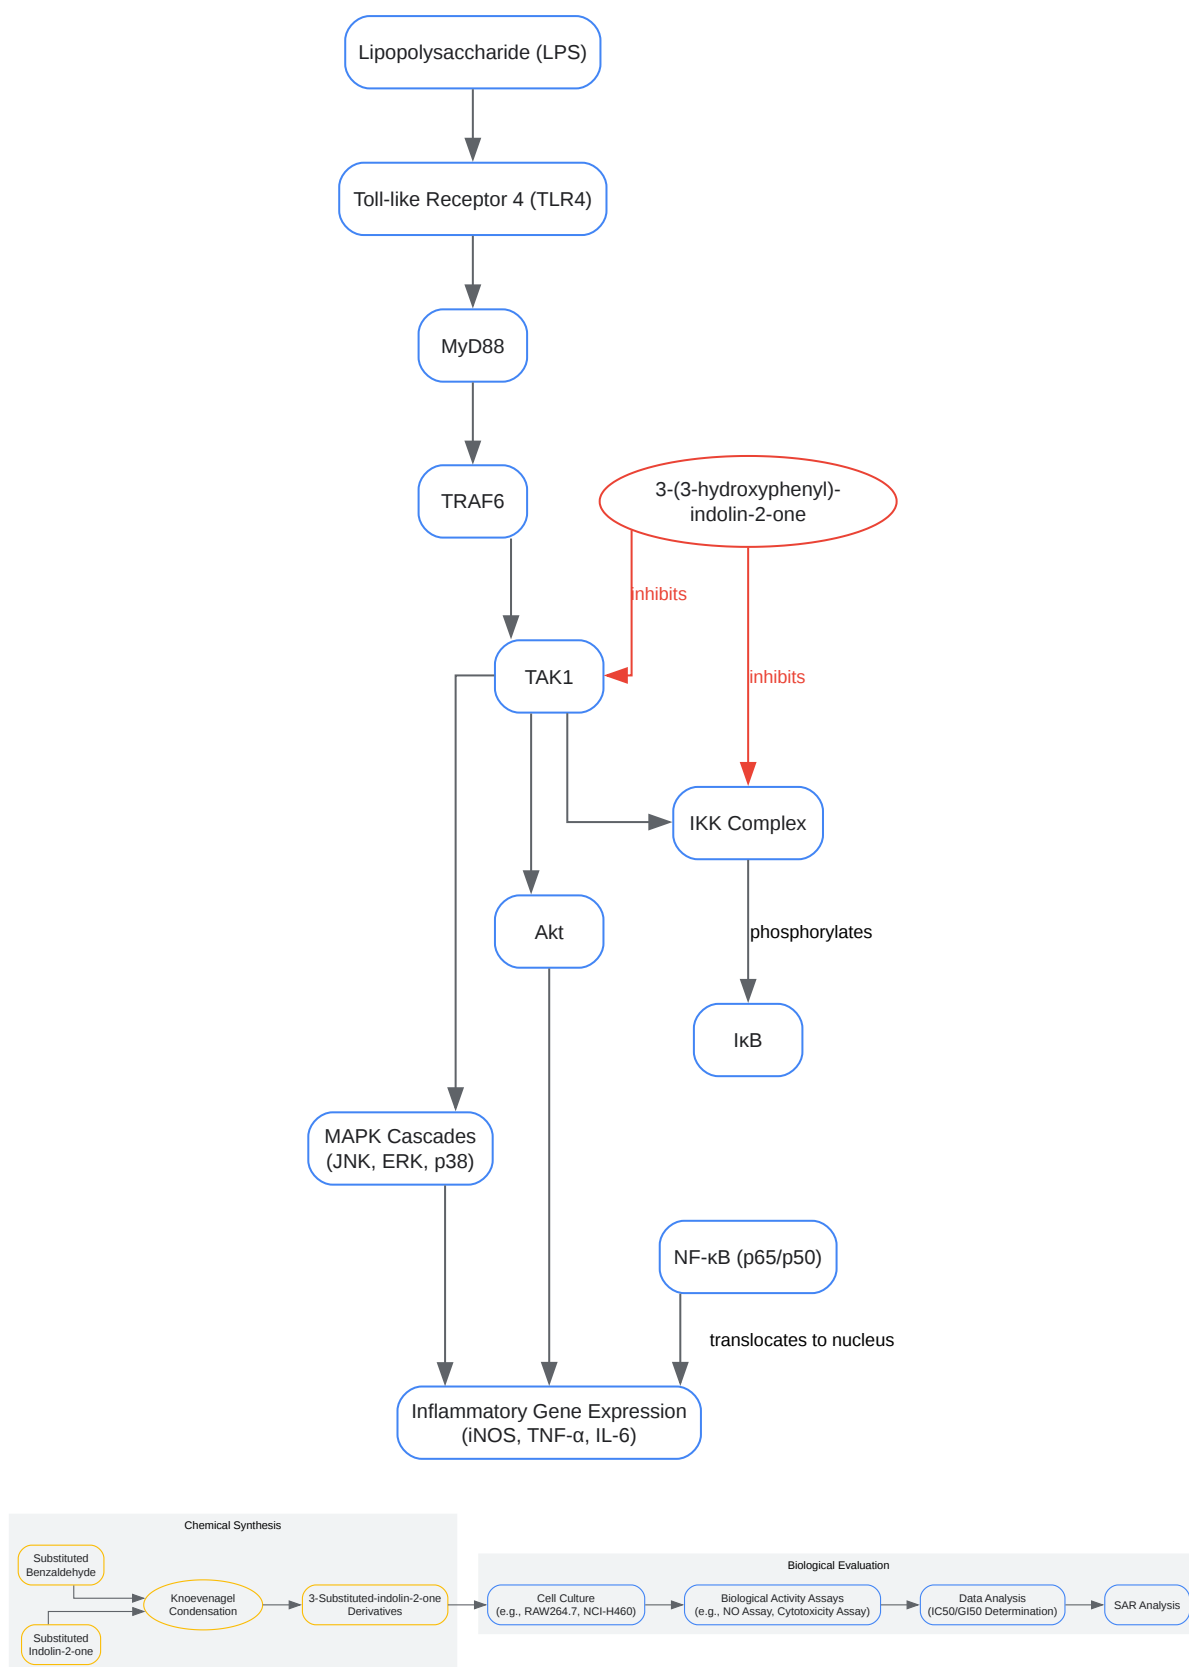 Lipopolysaccharide (LPS)
Toll-like Receptor 4 (TLR4)
MyD88
TRAF6
3-(3-hydroxyphenyl)-
indolin-2-one
inhibits
TAK1
inhibits
IKK Complex
Akt
phosphorylates
IκB
MAPK Cascades
(JNK, ERK, p38)
NF-κB (p65/p50)
translocates to nucleus
Inflammatory Gene Expression
(iNOS, TNF-α, IL-6)
Chemical Synthesis
Substituted
Benzaldehyde
Knoevenagel
Condensation
3-Substituted-indolin-2-one
Derivatives
Substituted
Indolin-2-one
Biological Evaluation
Cell Culture
(e.g., RAW264.7, NCI-H460)
Biological Activity Assays
(e.g., NO Assay, Cytotoxicity Assay)
Data Analysis
(IC50/GI50 Determination)
SAR Analysis